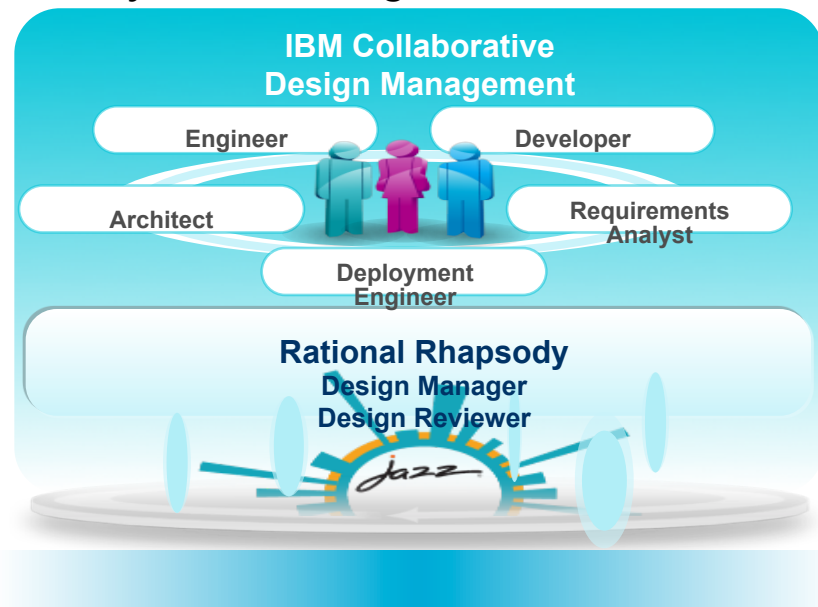 IBM Collaborative
Design Management
Engineer
Developer
Architect
Requirements
Analyst
Deployment
Engineer
Rational Rhapsody
Design Manager
Design Reviewer
jazz